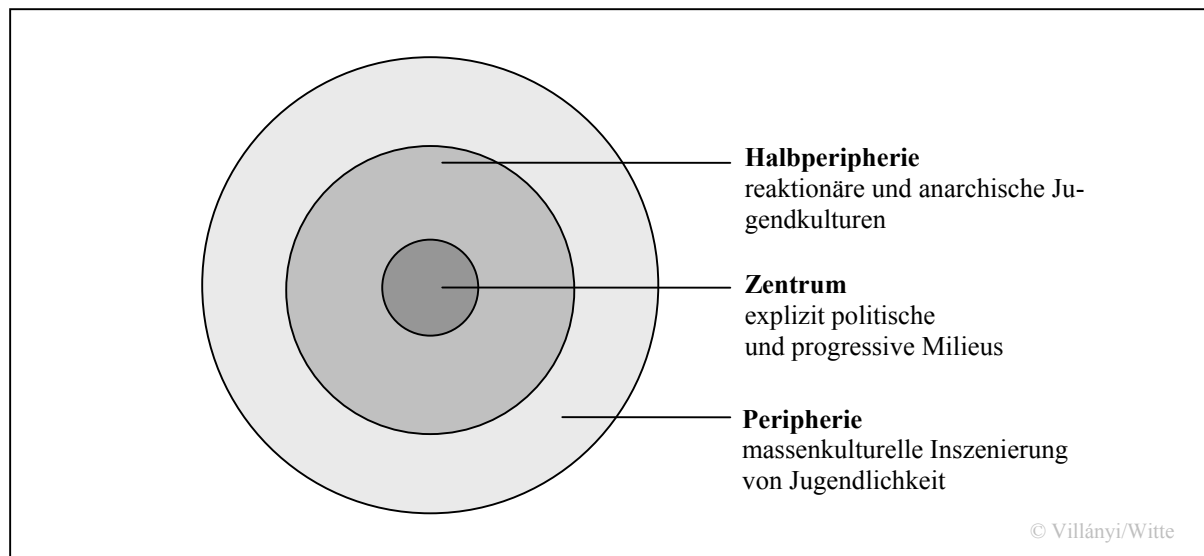 Halbperipherie
reaktionäre und anarchische Ju-
gendkulturen
Zentrum
explizit politische
und progressive Milieus
Peripherie
massenkulturelle Inszenierung
von Jugendlichkeit
© Villányi/Witte